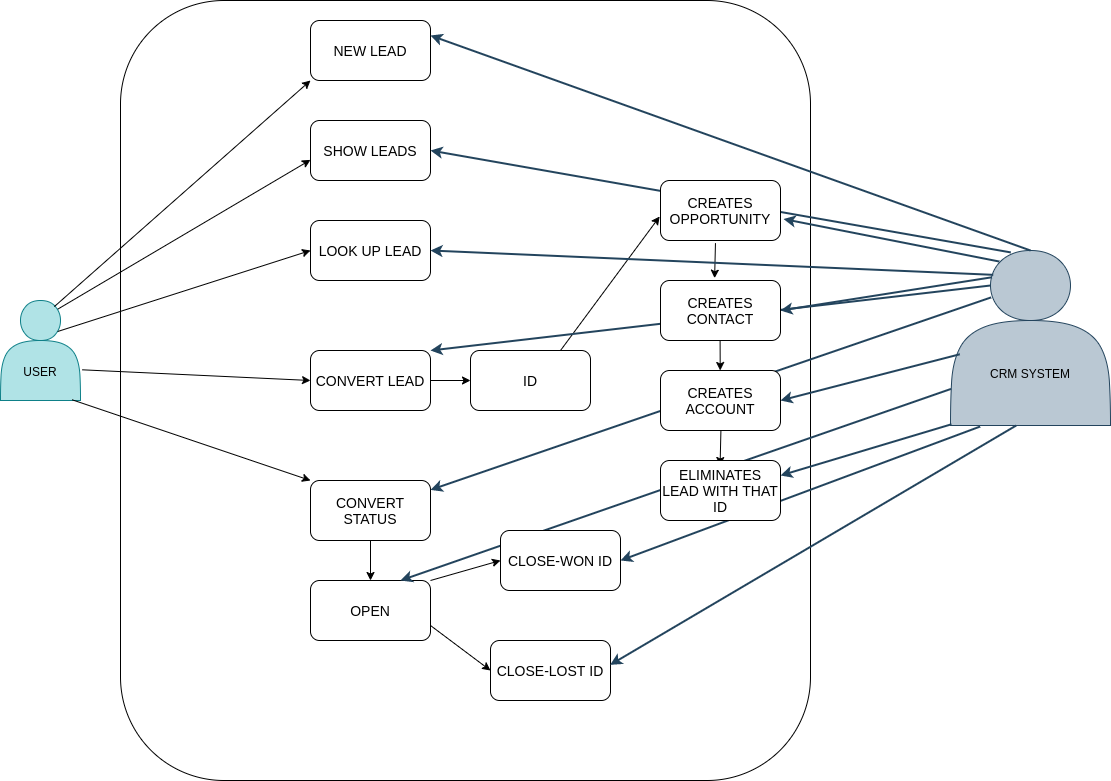 NEW LEAD
SHOW LEADS
CREATES
OPPORTUNITY
LOOK UP LEAD
CREATES
CONTACT
USER
CONVERT LEAD
ID
CRM SYSTEM
CREATES
ACCOUNT
ELIMINATES
LEAD WITH THAT
ID
CONVERT
STATUS
CLOSE-WON ID
OPEN
CLOSE-LOST ID